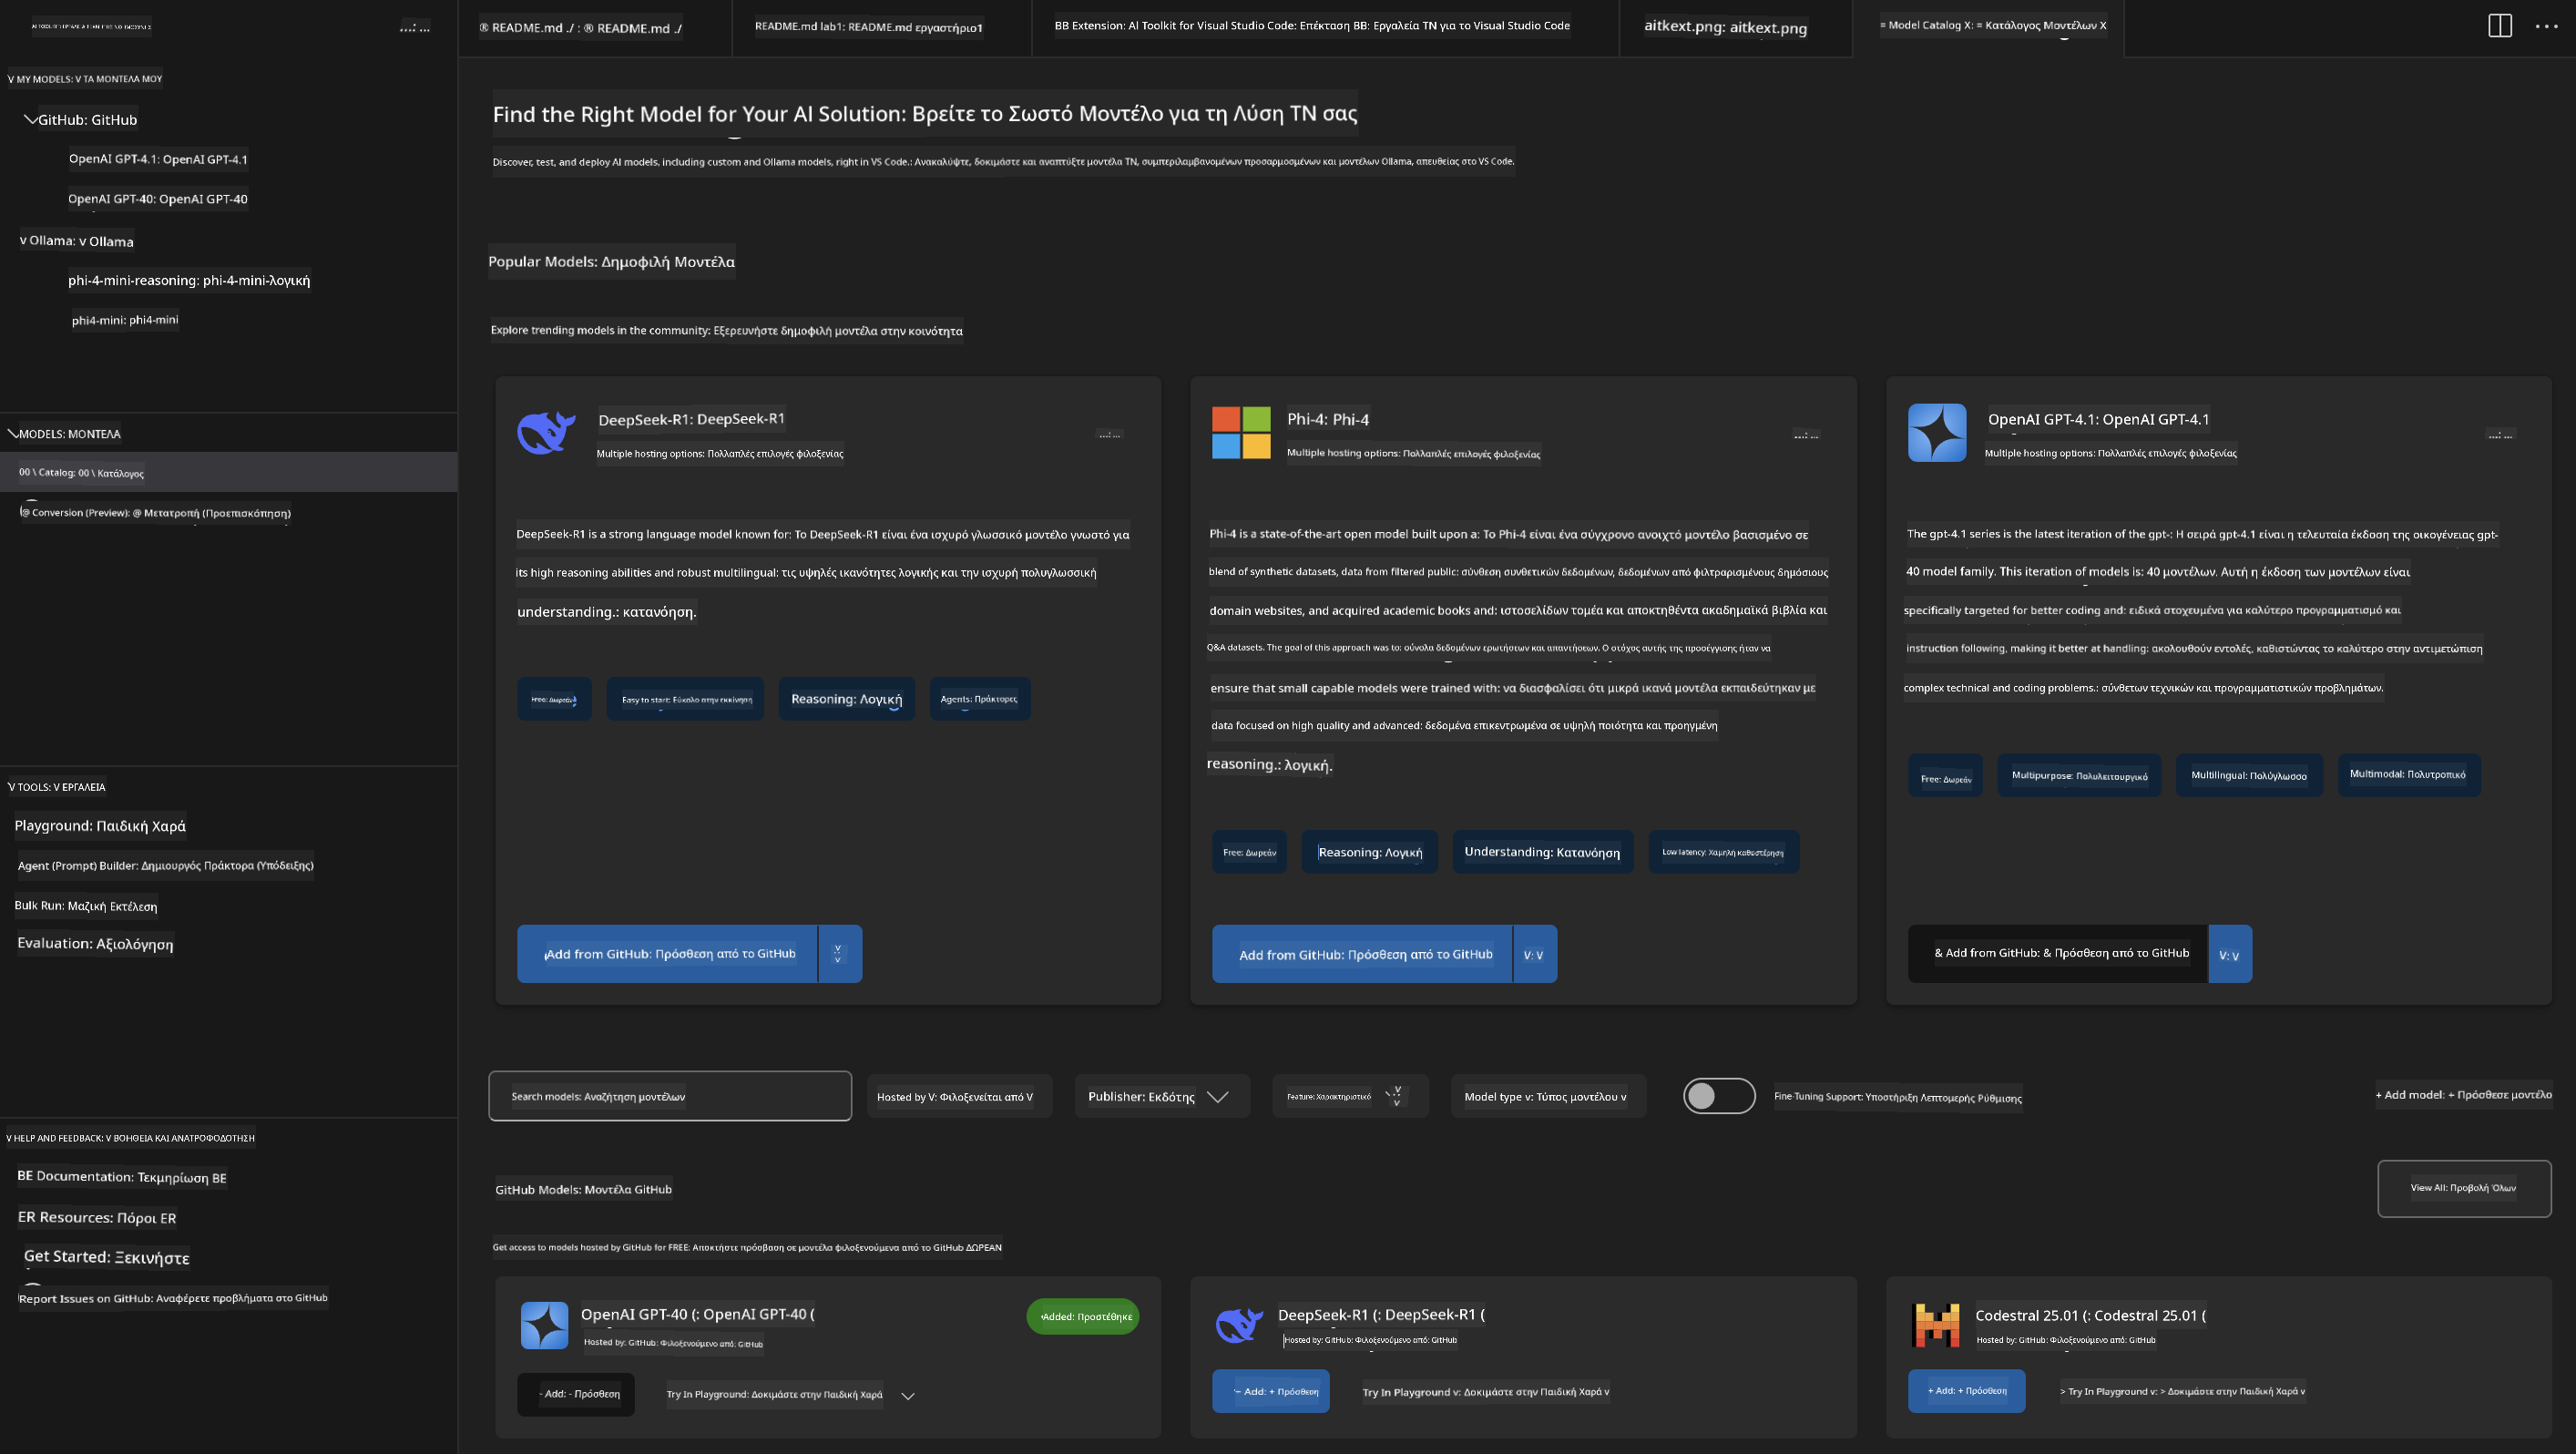 ® README.md ./ : ® README.md ./
README.md lab1: README.md εργαστήριο1
BB Extension: AI Toolkit for Visual Studio Code: Επέκταση BB: Εργαλεία ΤΝ για το Visual Studio Code
aitkext.png: aitkext.png
= Model Catalog X: = Κατάλογος Μοντέλων X
V MY MODELS: V ΤΑ ΜΟΝΤΕΛΑ ΜΟΥ
GitHub: GitHub
OpenAI GPT-4.1: OpenAI GPT-4.1
OpenAI GPT-40: OpenAI GPT-40
v Ollama: v Ollama
phi-4-mini-reasoning: phi-4-mini-λογική
phi4-mini: phi4-mini
MODELS: ΜΟΝΤΕΛΑ
00 \ Catalog: 00 \ Κατάλογος
@ Conversion (Preview): @ Μετατροπή (Προεπισκόπηση)
V TOOLS: V ΕΡΓΑΛΕΙΑ
Playground: Παιδική Χαρά
Agent (Prompt) Builder: Δημιουργός Πράκτορα (Υπόδειξης)
Bulk Run: Μαζική Εκτέλεση
Evaluation: Αξιολόγηση
V HELP AND FEEDBACK: V ΒΟΗΘΕΙΑ ΚΑΙ ΑΝΑΤΡΟΦΟΔΟΤΗΣΗ
BE Documentation: Τεκμηρίωση BE
ER Resources: Πόροι ER
Get Started: Ξεκινήστε
Report Issues on GitHub: Αναφέρετε προβλήματα στο GitHub
Find the Right Model for Your AI Solution: Βρείτε το Σωστό Μοντέλο για τη Λύση ΤΝ σας
Discover, test, and deploy AI models, including custom and Ollama models, right in VS Code.: Ανακαλύψτε, δοκιμάστε και αναπτύξτε μοντέλα ΤΝ, συμπεριλαμβανομένων προσαρμοσμένων και μοντέλων Ollama, απευθείας στο VS Code.
Popular Models: Δημοφιλή Μοντέλα
Explore trending models in the community: Εξερευνήστε δημοφιλή μοντέλα στην κοινότητα
DeepSeek-R1: DeepSeek-R1
Multiple hosting options: Πολλαπλές επιλογές φιλοξενίας
DeepSeek-R1 is a strong language model known for: Το DeepSeek-R1 είναι ένα ισχυρό γλωσσικό μοντέλο γνωστό για
its high reasoning abilities and robust multilingual: τις υψηλές ικανότητες λογικής και την ισχυρή πολυγλωσσική
understanding.: κατανόηση.
Free: Δωρεάν
Easy to start: Εύκολο στην εκκίνηση
Reasoning: Λογική
Agents: Πράκτορες
Add from GitHub: Πρόσθεση από το GitHub
Phi-4: Phi-4
Multiple hosting options: Πολλαπλές επιλογές φιλοξενίας
Phi-4 is a state-of-the-art open model built upon a: Το Phi-4 είναι ένα σύγχρονο ανοιχτό μοντέλο βασισμένο σε
blend of synthetic datasets, data from filtered public: σύνθεση συνθετικών δεδομένων, δεδομένων από φιλτραρισμένους δημόσιους
domain websites, and acquired academic books and: ιστοσελίδων τομέα και αποκτηθέντα ακαδημαϊκά βιβλία και
Q&A datasets. The goal of this approach was to: σύνολα δεδομένων ερωτήσεων και απαντήσεων. Ο στόχος αυτής της προσέγγισης ήταν να
ensure that small capable models were trained with: να διασφαλίσει ότι μικρά ικανά μοντέλα εκπαιδεύτηκαν με
data focused on high quality and advanced: δεδομένα επικεντρωμένα σε υψηλή ποιότητα και προηγμένη
reasoning.: λογική.
Free: Δωρεάν
Reasoning: Λογική
Understanding: Κατανόηση
Low latency: Χαμηλή καθυστέρηση
Add from GitHub: Πρόσθεση από το GitHub
V: V
OpenAI GPT-4.1: OpenAI GPT-4.1
Multiple hosting options: Πολλαπλές επιλογές φιλοξενίας
The gpt-4.1 series is the latest iteration of the gpt-: Η σειρά gpt-4.1 είναι η τελευταία έκδοση της οικογένειας gpt-
40 model family. This iteration of models is: 40 μοντέλων. Αυτή η έκδοση των μοντέλων είναι
specifically targeted for better coding and: ειδικά στοχευμένα για καλύτερο προγραμματισμό και
instruction following, making it better at handling: ακολουθούν εντολές, καθιστώντας το καλύτερο στην αντιμετώπιση
complex technical and coding problems.: σύνθετων τεχνικών και προγραμματιστικών προβλημάτων.
Free: Δωρεάν
Multipurpose: Πολυλειτουργικό
Multilingual: Πολύγλωσσο
Multimodal: Πολυτροπικό
& Add from GitHub: & Πρόσθεση από το GitHub
V: v
Search models: Αναζήτηση μοντέλων
Hosted by V: Φιλοξενείται από V
Publisher: Εκδότης
Feature: Χαρακτηριστικό
Model type v: Τύπος μοντέλου v
Fine-Tuning Support: Υποστήριξη Λεπτομερής Ρύθμισης
+ Add model: + Πρόσθεσε μοντέλο
GitHub Models: Μοντέλα GitHub
View All: Προβολή Όλων
Get access to models hosted by GitHub for FREE: Αποκτήστε πρόσβαση σε μοντέλα φιλοξενούμενα από το GitHub ΔΩΡΕΑΝ
OpenAI GPT-40 (: OpenAI GPT-40 (
Hosted by: GitHub: Φιλοξενούμενο από: GitHub
Added: Προστέθηκε
- Add: - Πρόσθεση
Try In Playground: Δοκιμάστε στην Παιδική Χαρά
DeepSeek-R1 (: DeepSeek-R1 (
Hosted by: GitHub: Φιλοξενούμενο από: GitHub
+ Add: + Πρόσθεση
Try In Playground v: Δοκιμάστε στην Παιδική Χαρά v
Codestral 25.01 (: Codestral 25.01 (
Hosted by: GitHub: Φιλοξενούμενο από: GitHub
+ Add: + Πρόσθεση
> Try In Playground v: > Δοκιμάστε στην Παιδική Χαρά v